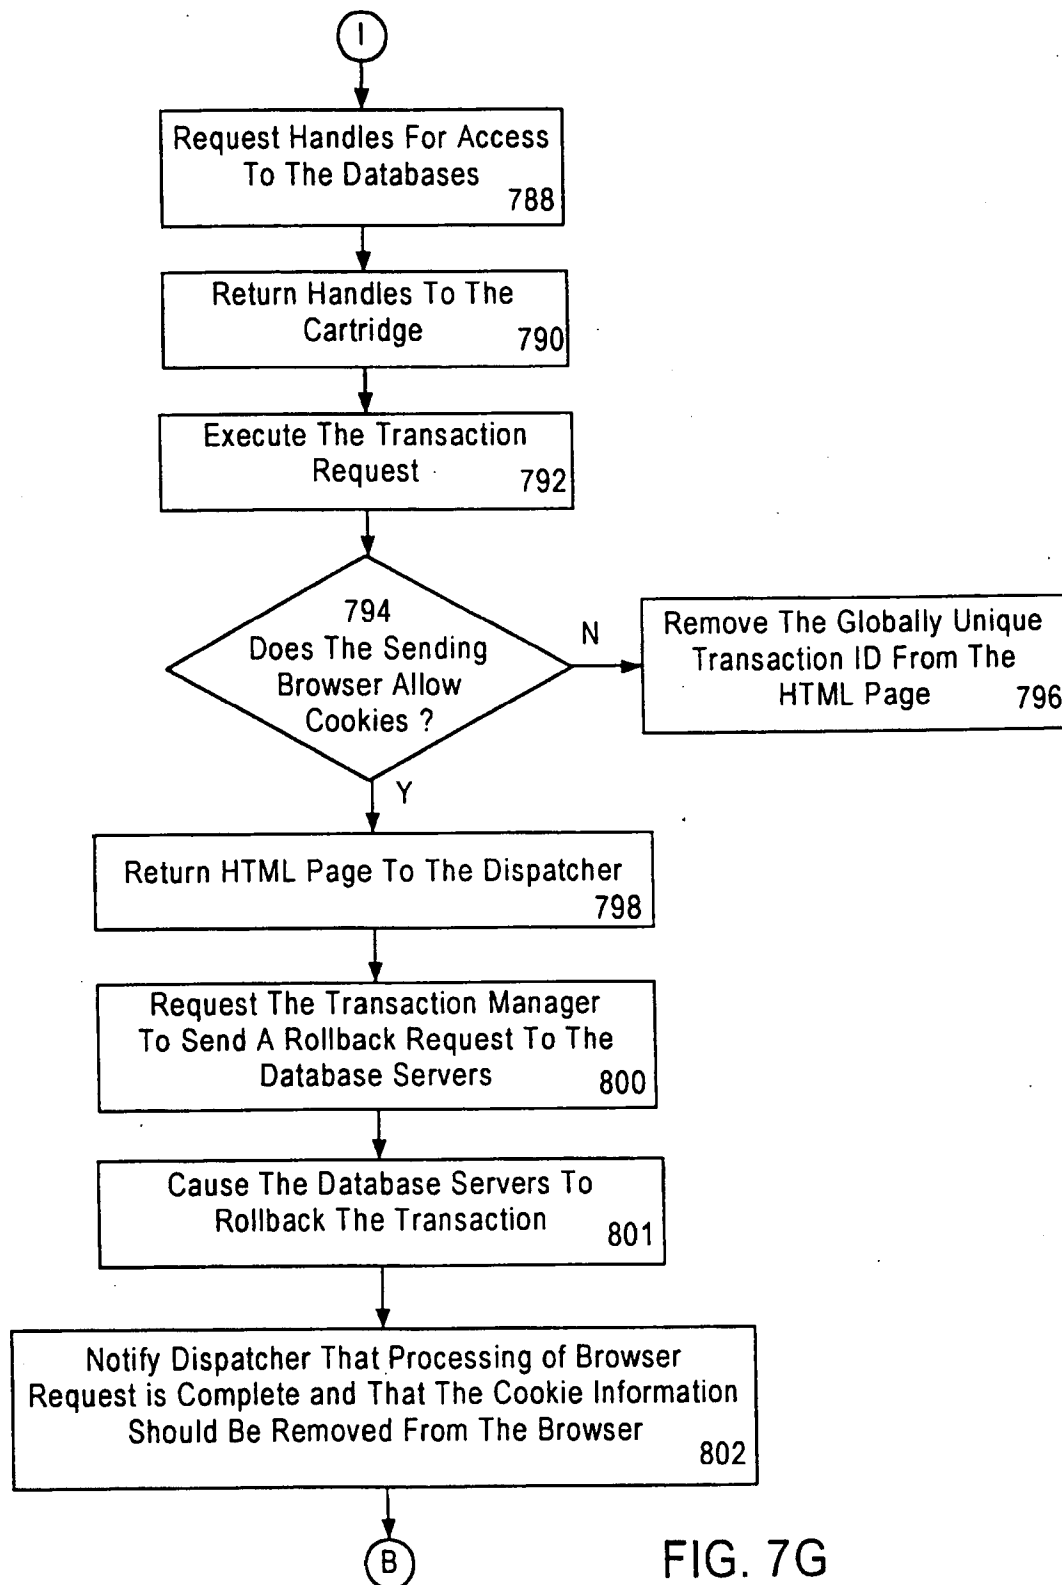 I
Request Handles For Access
To The Databases
788
Return Handles To The
Cartridge
790
Execute The Transaction
Request
792
794
Does The Sending
Browser Allow
Cookies ?
N
Remove The Globally Unique
Transaction ID From The
HTML Page
796
Y
Return HTML Page To The Dispatcher
798
Request The Transaction Manager
To Send A Rollback Request To The
Database Servers
800
Cause The Database Servers To
Rollback The Transaction
801
Notify Dispatcher That Processing of Browser
Request is Complete and That The Cookie Information
Should Be Removed From The Browser
802
B
FIG. 7G